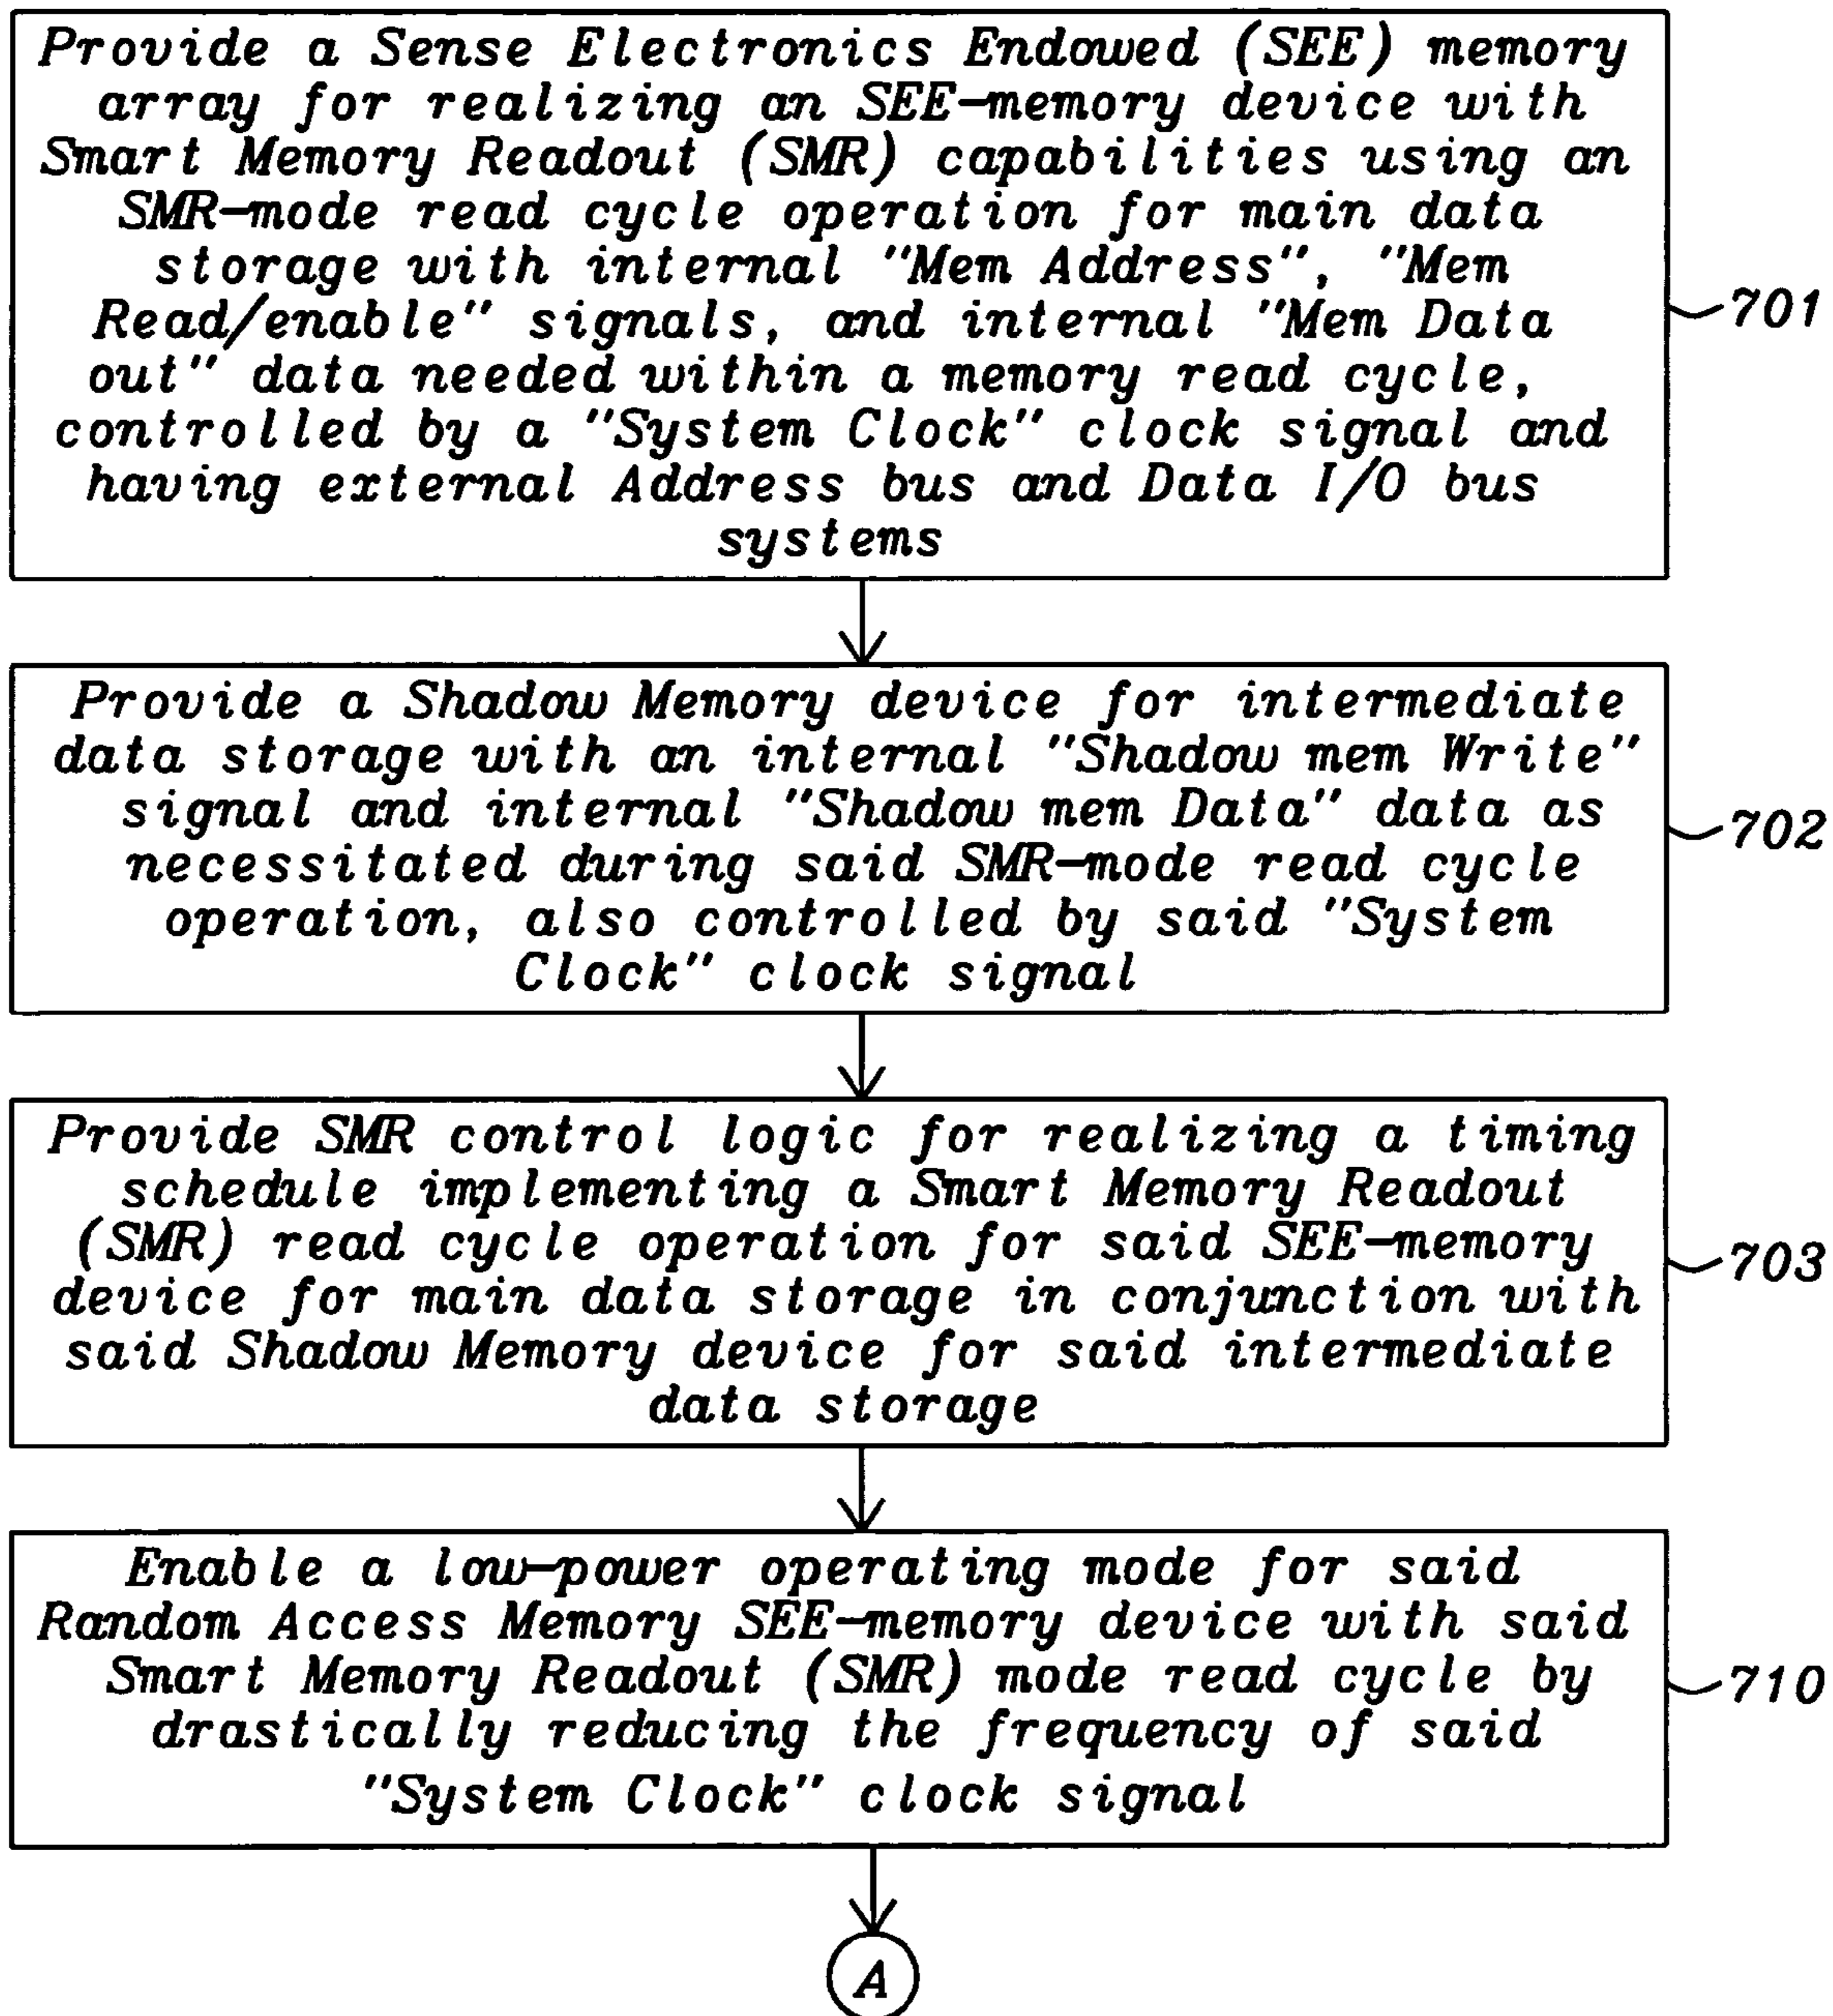 Provide a Sense Electronics Endowed (SEE) memory
array for realizing an SEE-memory device with
Smart Memory Readout (SMR) capabilities using an
SMR-mode read cycle operation for main data
storage with internal "Mem Address", "Mem
Read/enable" signals, and internal "Mem Data
out" data needed within a memory read cycle,
controlled by a "System Clock" clock signal and
having external Address bus and Data I/O bus
systems
701
Provide a Shadow Memory device for intermediate
data storage with an internal "Shadow mem Write"
signal and internal "Shadow mem Data" data as
necessitated during said SMR-mode read cycle
operation, also controlled by said "System
Clock" clock signal
702
Provide SMR control logic for realizing a timing
schedule implementing a Smart Memory Readout
(SMR) read cycle operation for said SEE-memory
device for main data storage in conjunction with
said Shadow Memory device for said intermediate
data storage
703
Enable a low-power operating mode for said
Random Access Memory SEE-memory device with said
Smart Memory Readout (SMR) mode read cycle by
drastically reducing the frequency of said
"System Clock" clock signal
710
A